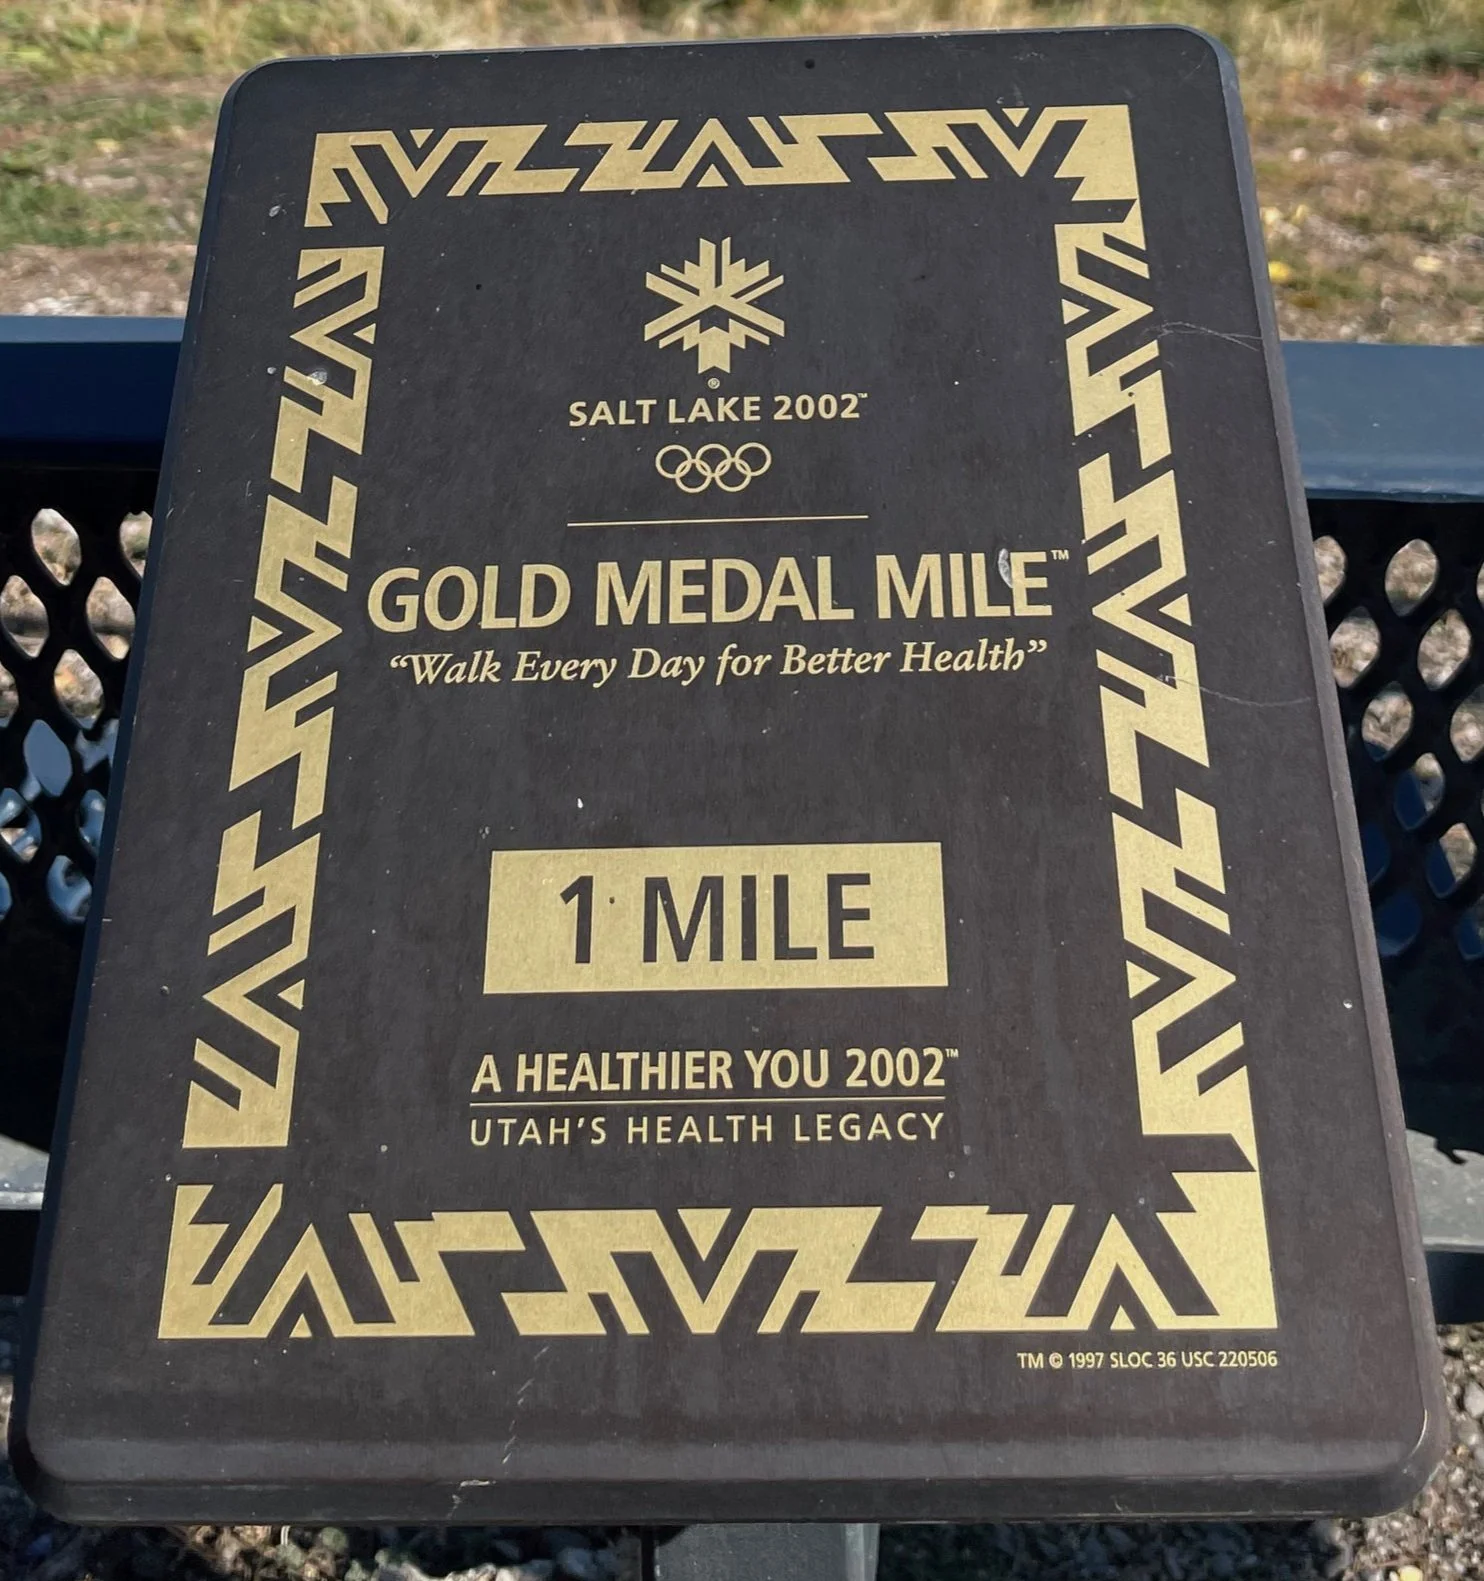 ®
SALT LAKE 2002™
GOLD MEDAL MILE™
“Walk Every Day for Better Health”
1 MILE
A HEALTHIER YOU 2002™
UTAH’S HEALTH LEGACY
TM © 1997 SLOC 36 USC 220506